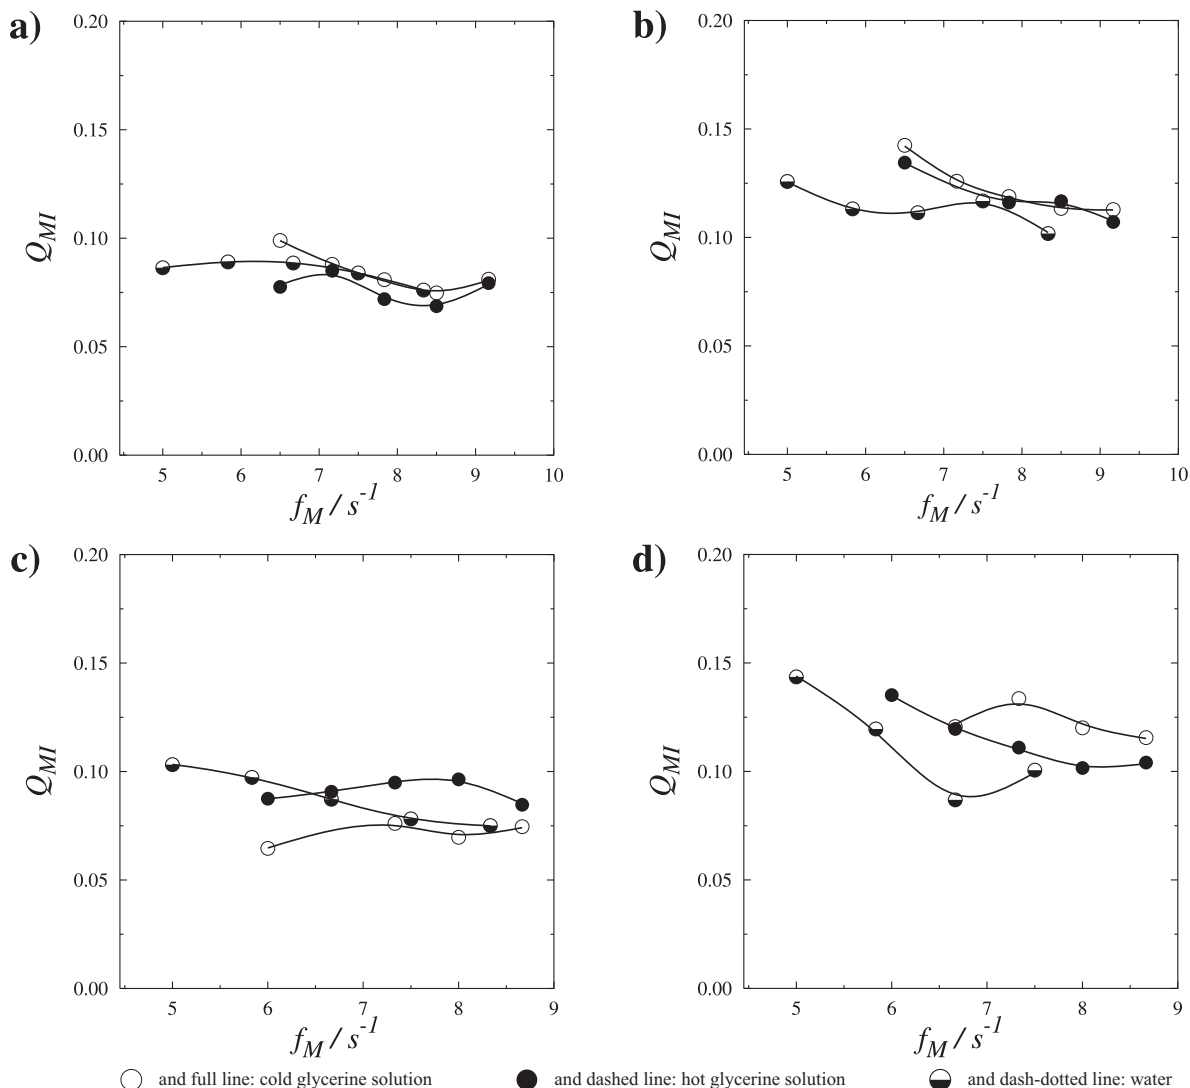 a)
0.20
0.15
0.10
0.05
0.00
Q_MI
5 6 7 8 9 10
f_M / s^-1
b)
0.20
0.15
0.10
0.05
0.00
Q_MI
5 6 7 8 9 10
f_M / s^-1
c)
0.20
0.15
0.10
0.05
0.00
Q_MI
5 6 7 8 9
f_M / s^-1
d)
0.20
0.15
0.10
0.05
0.00
Q_MI
5 6 7 8 9
f_M / s^-1
and full line: cold glycerine solution and dashed line: hot glycerine solution and dash-dotted line: water